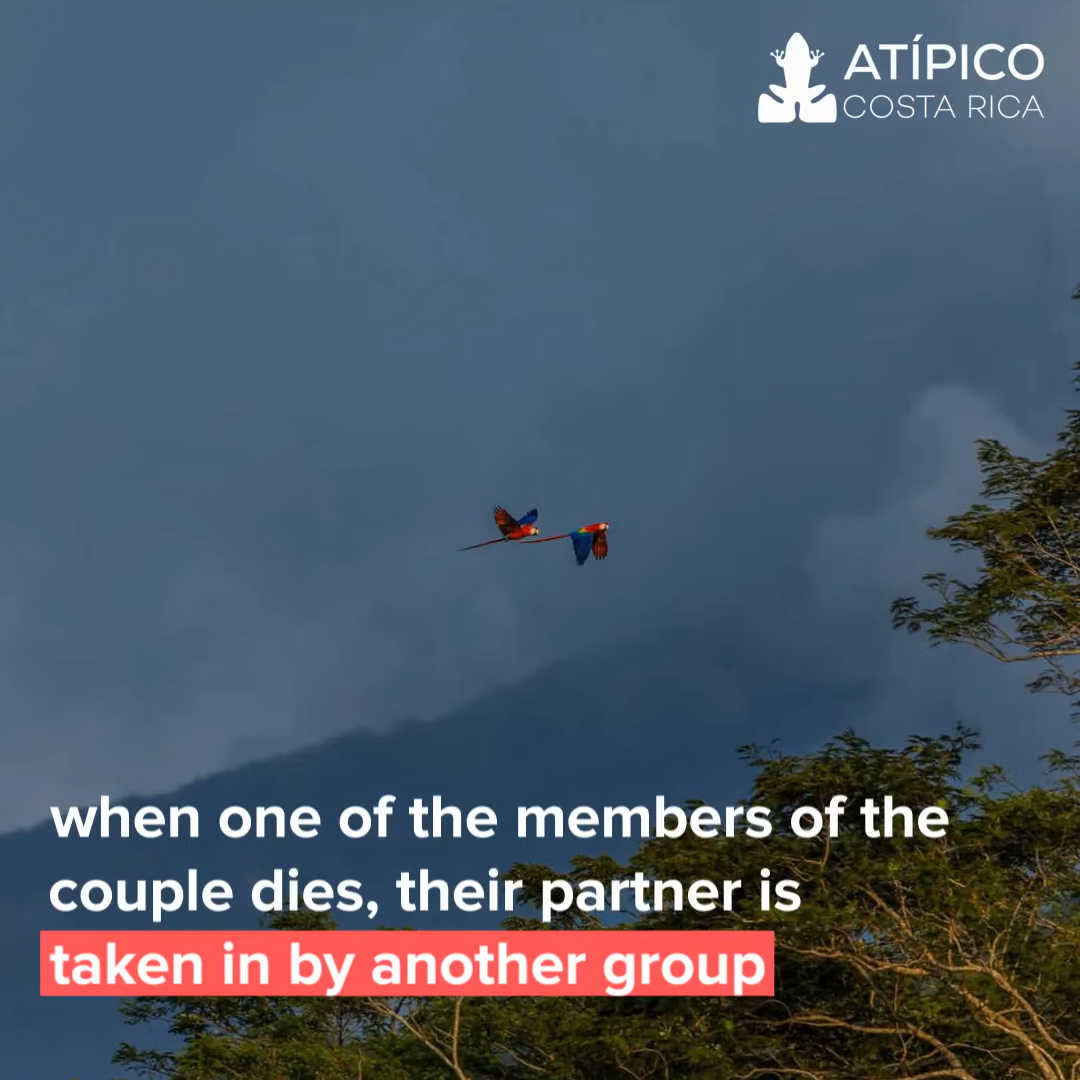 ATÍPICO
COSTA RICA
when one of the members of the
couple dies, their partner is
taken in by another group